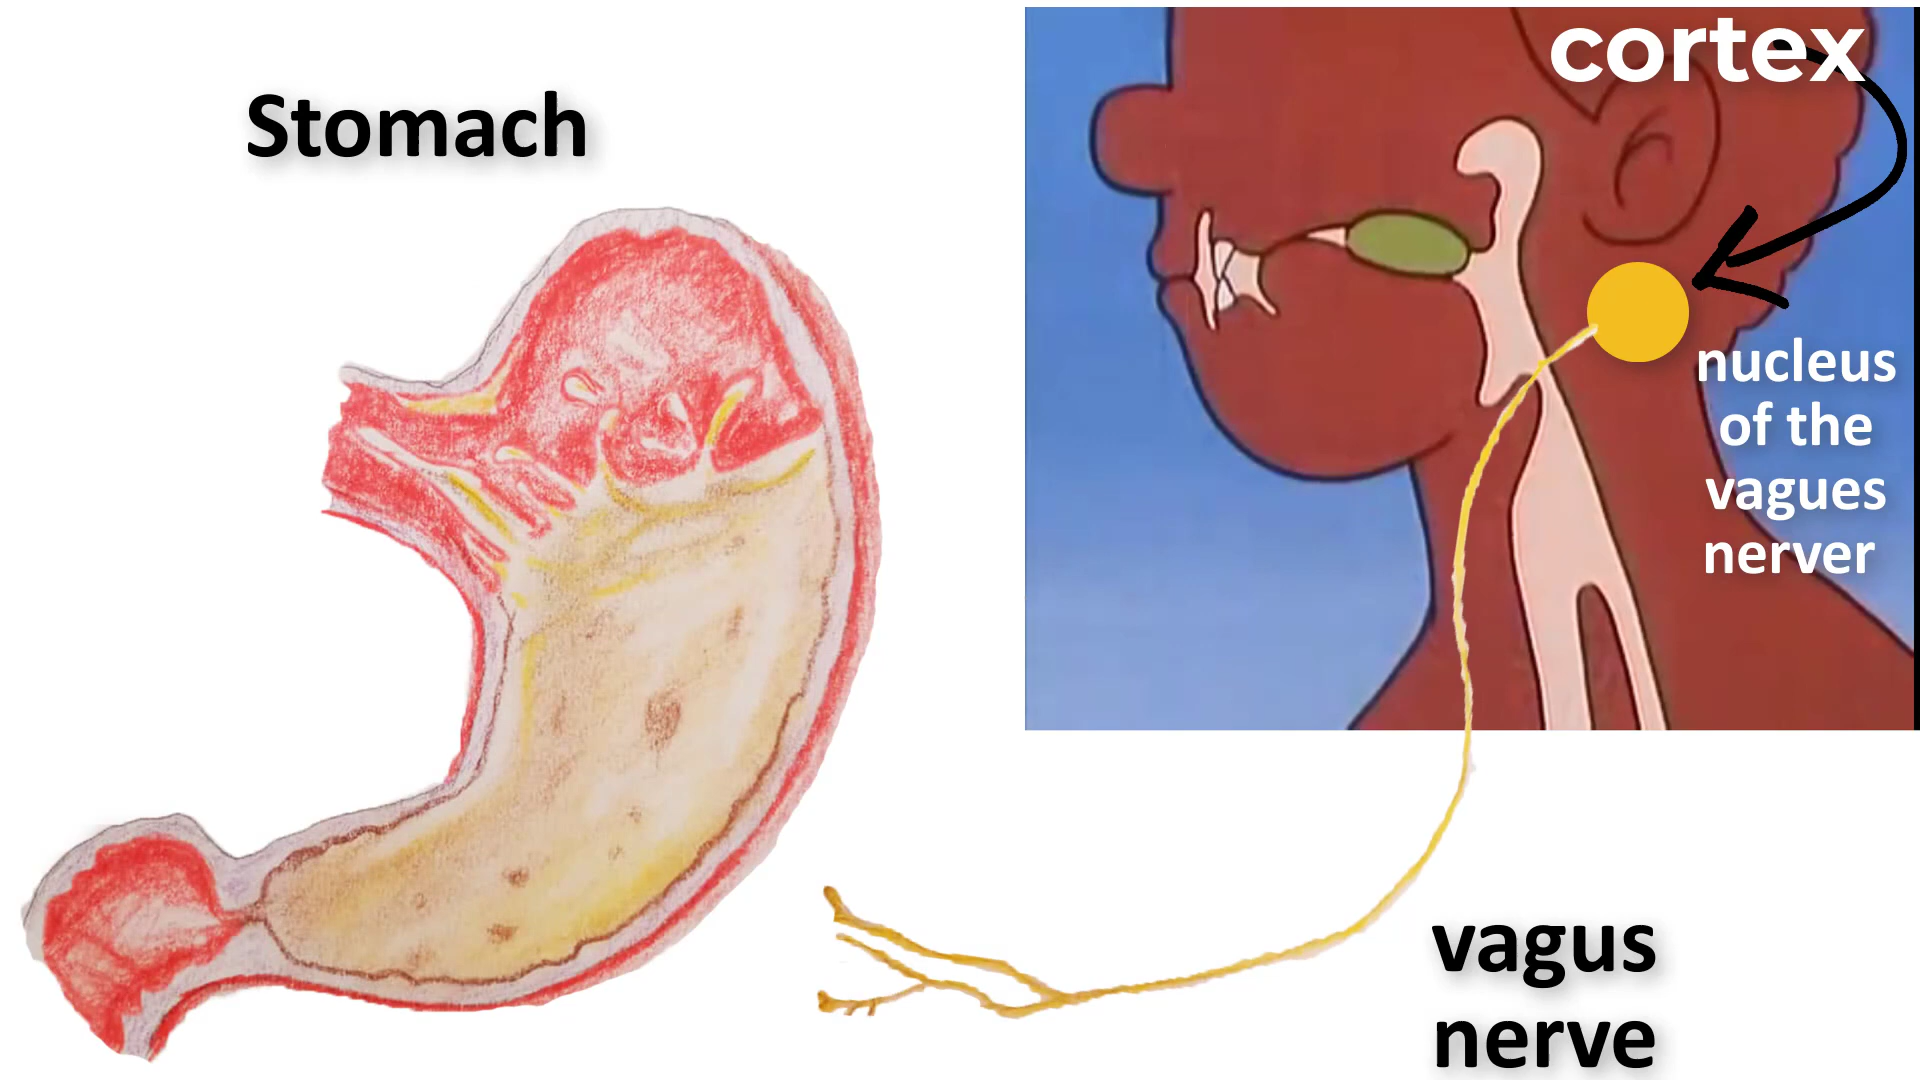 Stomach
cortex
nucleus
of the
vagues
nerver
vagus
nerve